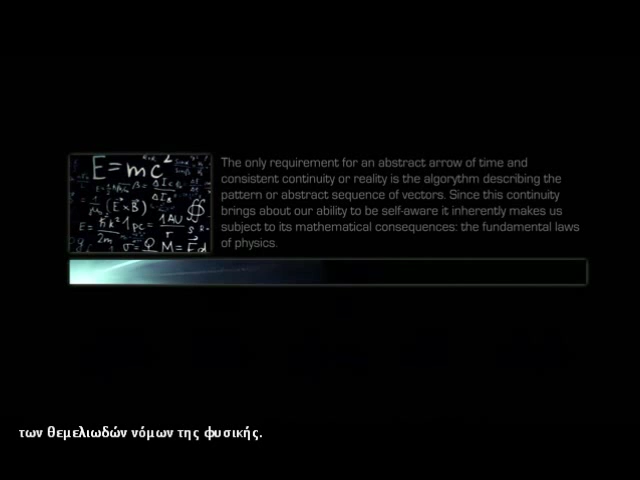 E=mc²
The only requirement for an abstract arrow of time and
consistent continuity or reality is the algorythm describing the
pattern or abstract sequence of vectors. Since this continuity
brings about our ability to be self-aware it inherently makes us
subject to its mathematical consequences: the fundamental laws
of physics.
των θεμελιωδών νόμων της φυσικής.